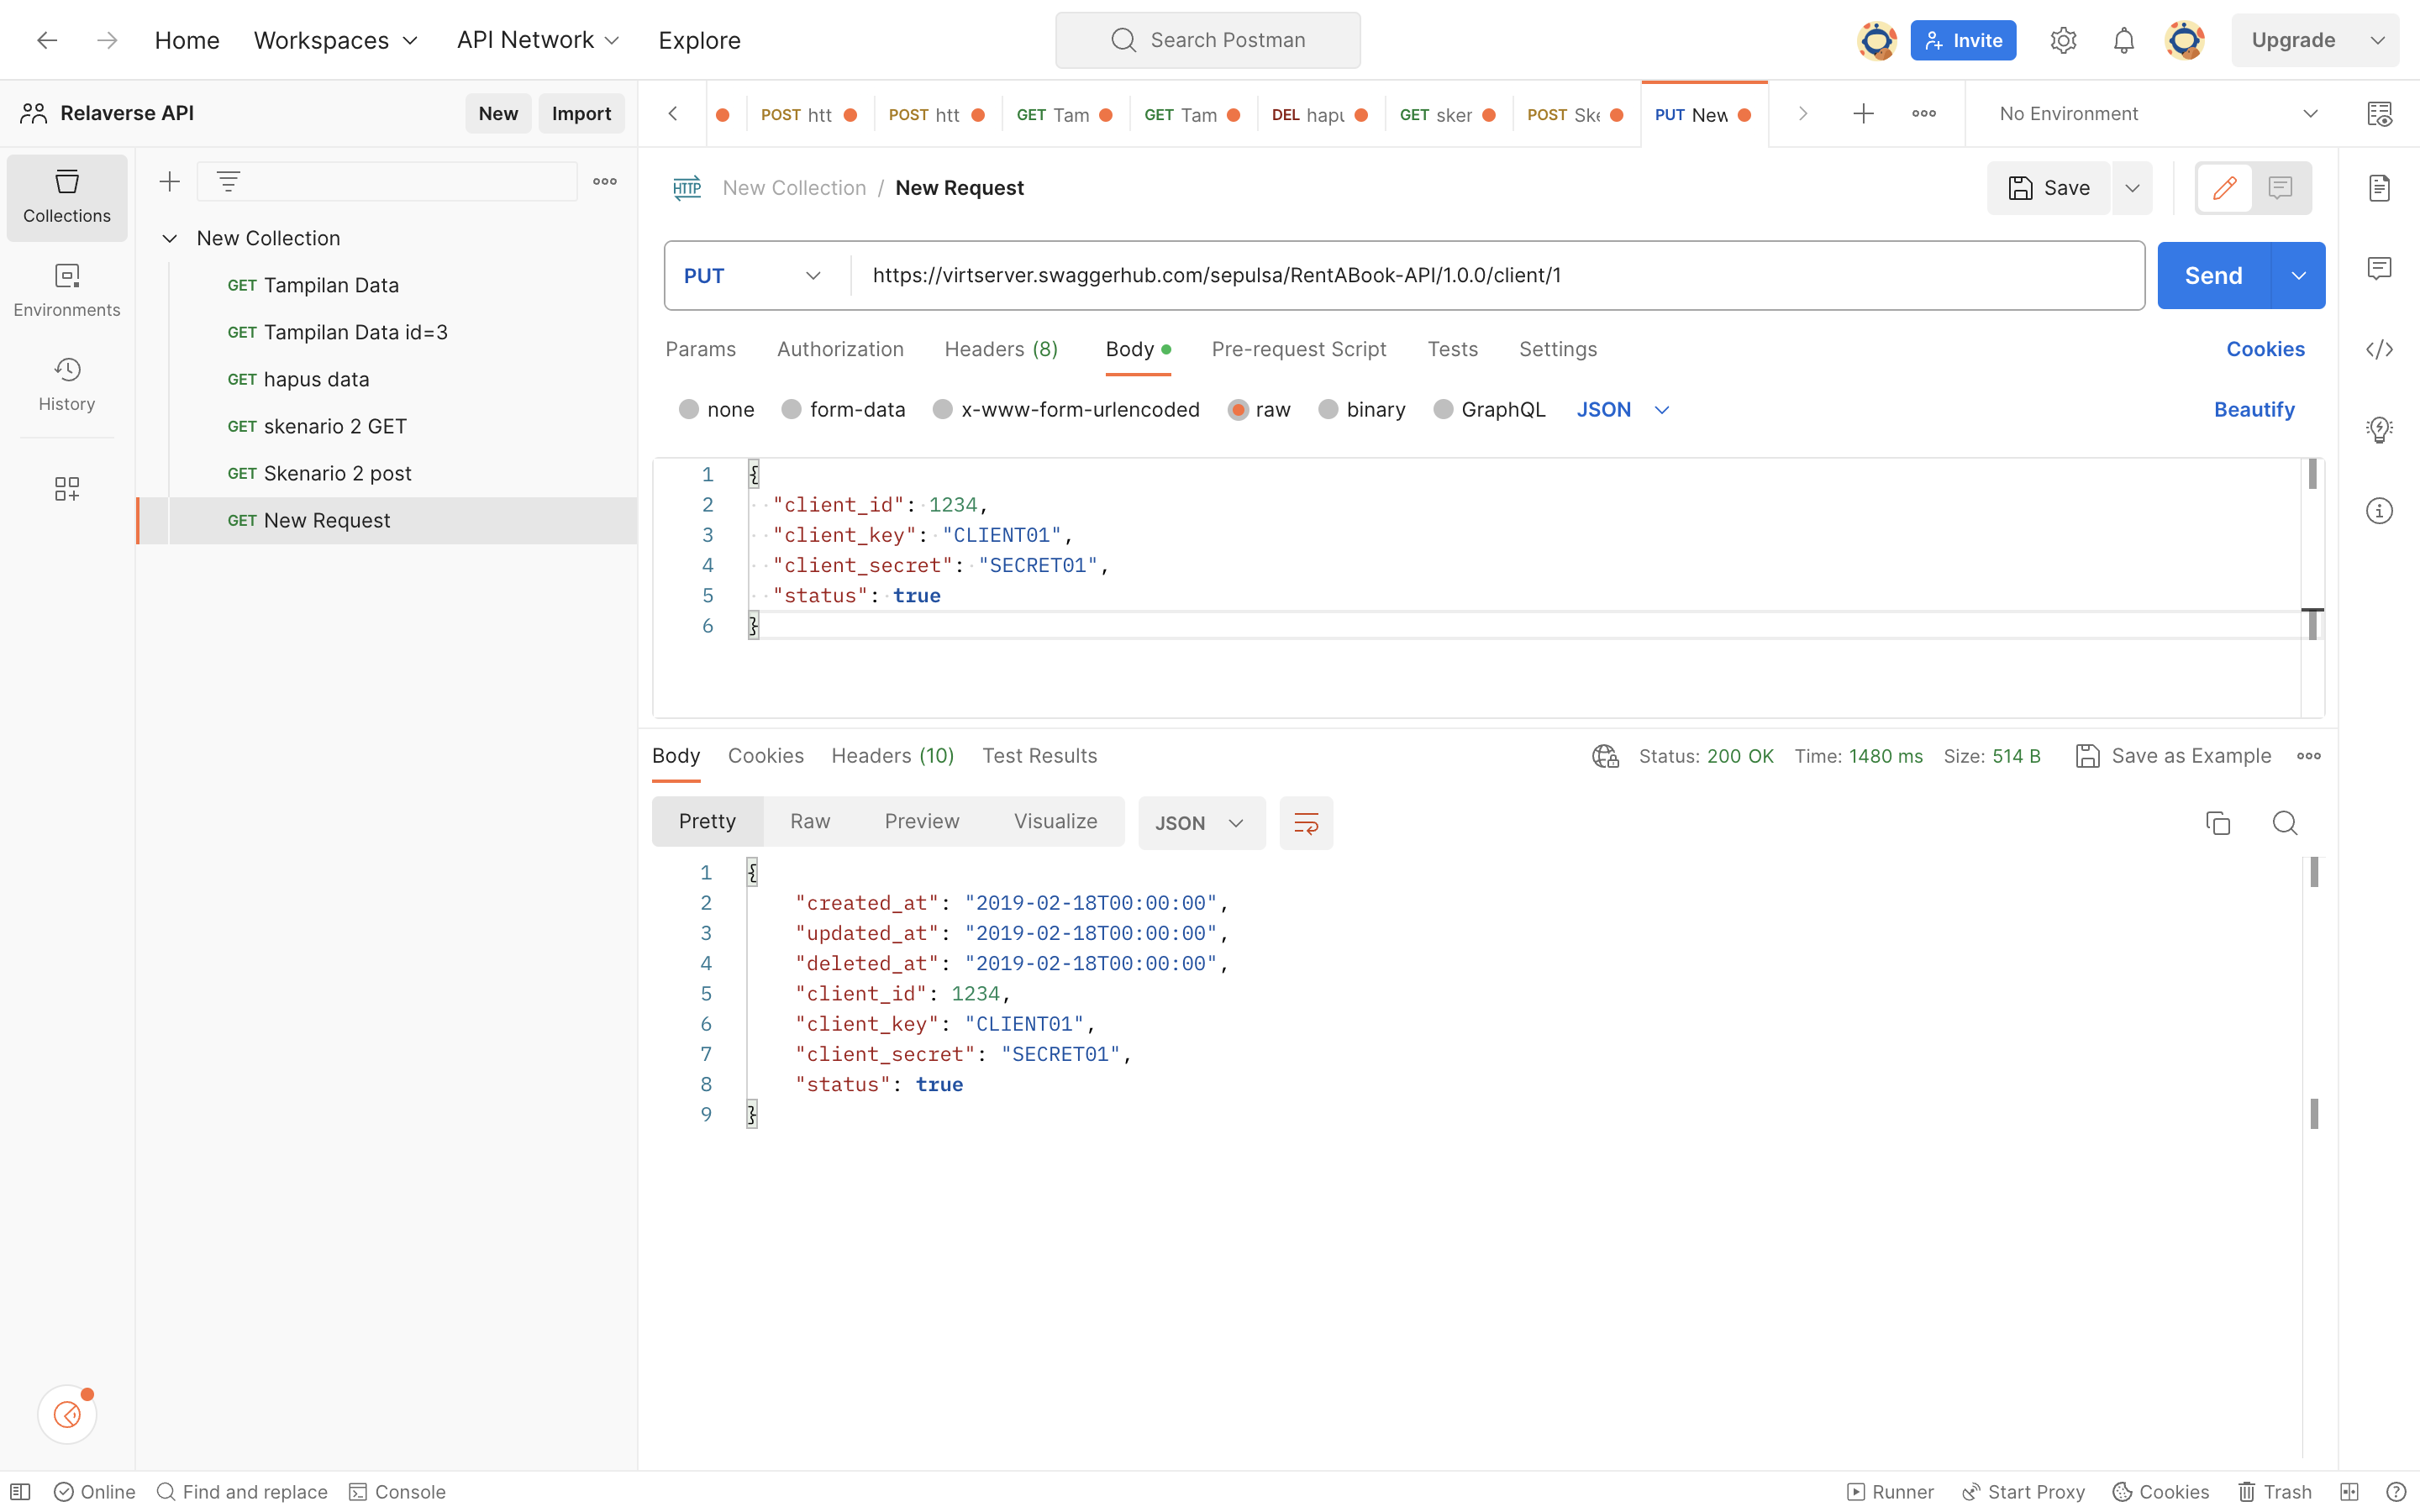 Home Workspaces API Network Explore Search Postman Invite Upgrade
Relaverse API New Import
POST htt POST htt GET Tam GET Tam DEL hapu GET sker POST Ske PUT New No Environment
Collections
Environments
History
New Collection
GET Tampilan Data
GET Tampilan Data id=3
GET hapus data
GET skenario 2 GET
GET Skenario 2 post
GET New Request
HTTP New Collection / New Request Save
PUT https://virtserver.swaggerhub.com/sepulsa/RentABook-API/1.0.0/client/1 Send
Params Authorization Headers (8) Body Pre-request Script Tests Settings Cookies
none form-data x-www-form-urlencoded raw binary GraphQL JSON Beautify
1 {
2 "client_id": 1234,
3 "client_key": "CLIENT01",
4 "client_secret": "SECRET01",
5 "status": true
6 }
Body Cookies Headers (10) Test Results Status: 200 OK Time: 1480 ms Size: 514 B Save as Example
Pretty Raw Preview Visualize JSON
1 {
2 "created_at": "2019-02-18T00:00:00",
3 "updated_at": "2019-02-18T00:00:00",
4 "deleted_at": "2019-02-18T00:00:00",
5 "client_id": 1234,
6 "client_key": "CLIENT01",
7 "client_secret": "SECRET01",
8 "status": true
9 }
Online Find and replace Console Runner Start Proxy Cookies Trash